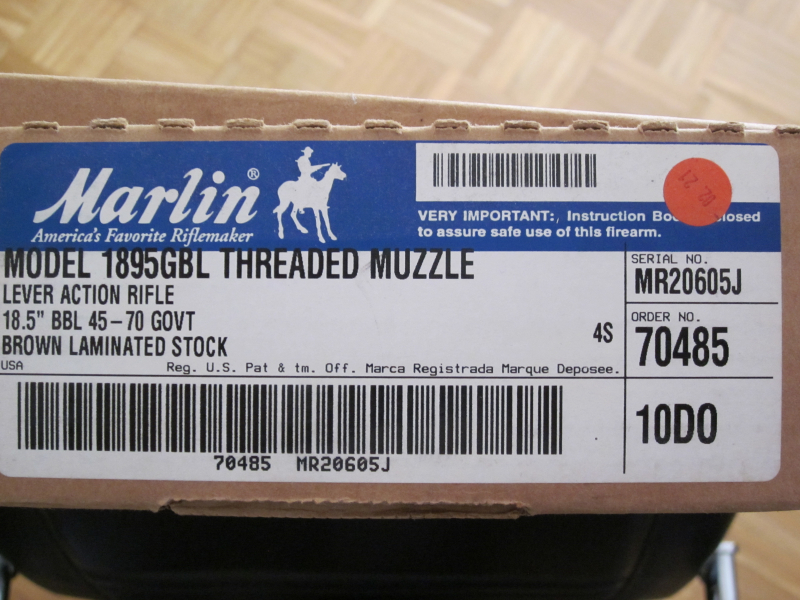 Marlin®
America's Favorite Riflemaker
VERY IMPORTANT:, Instruction
to assure safe use of this firearm.
MODEL 1895GBL THREADED MUZZLE
LEVER ACTION RIFLE
18.5" BBL 45-70 GOVT
BROWN LAMINATED STOCK
4S
USA
Reg. U.S. Pat & tm. Off. Marca Registrada Marque Deposee.
70485 MR20605J
SERIAL NO.
MR20605J
ORDER NO.
70485
10DO